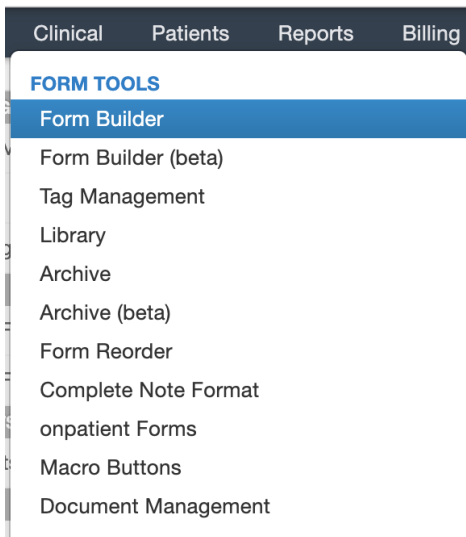 Clinical Patients Reports Billing
FORM TOOLS
Form Builder
Form Builder (beta)
Tag Management
Library
Archive
Archive (beta)
Form Reorder
Complete Note Format
onpatient Forms
Macro Buttons
Document Management